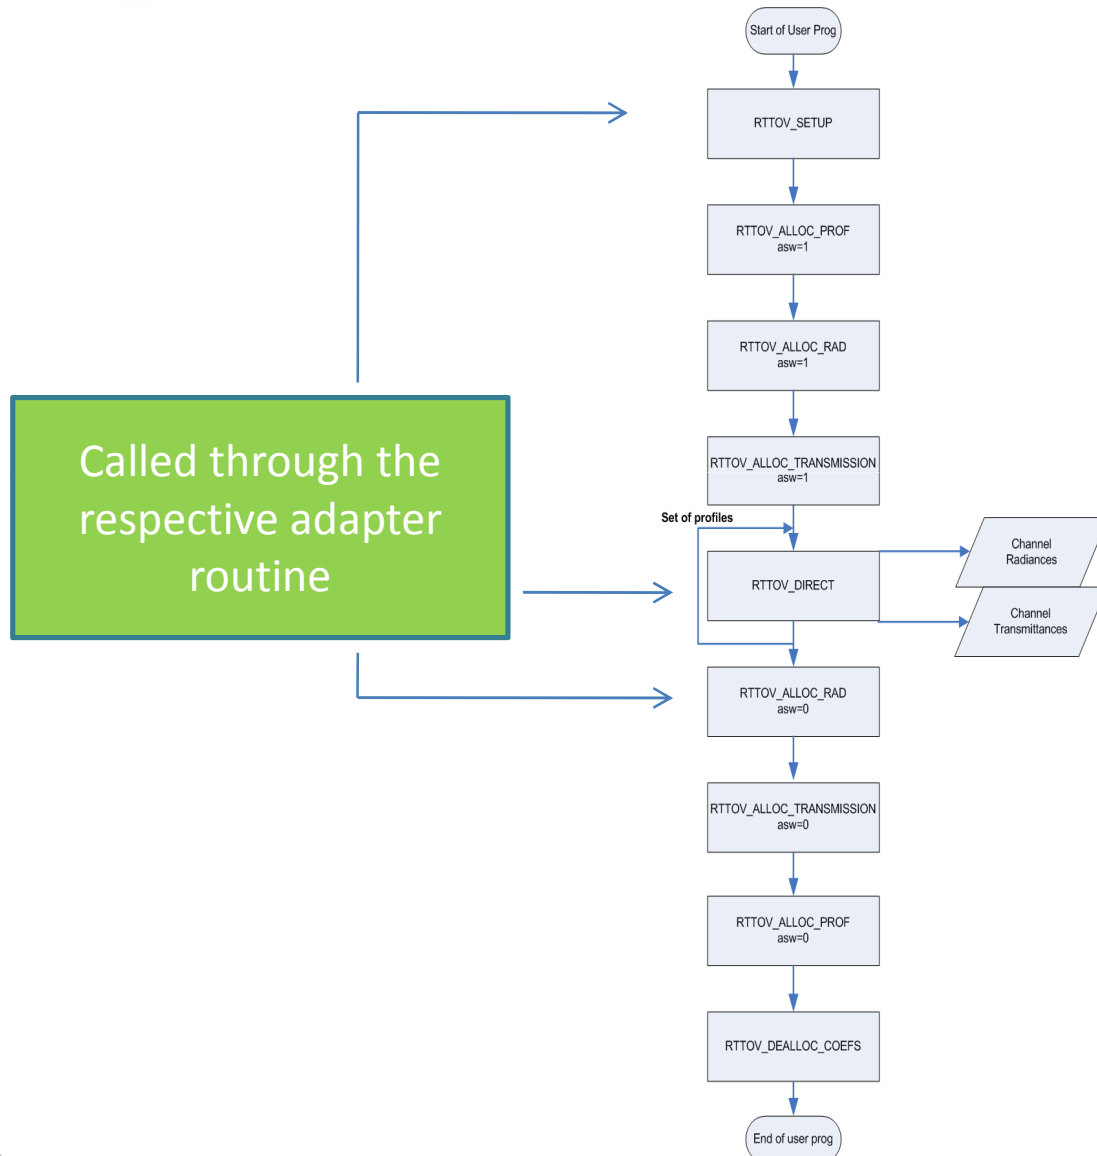 Start of User Prog
RTTOV_SETUP
RTTOV_ALLOC_PROF
asw=1
RTTOV_ALLOC_RAD
asw=1
Called through the
respective adapter
routine
RTTOV_ALLOC_TRANSMISSION
asw=1
Set of profiles
RTTOV_DIRECT
Channel
Radiances
Channel
Transmittances
RTTOV_ALLOC_RAD
asw=0
RTTOV_ALLOC_TRANSMISSION
asw=0
RTTOV_ALLOC_PROF
asw=0
RTTOV_DEALLOC_COEFS
End of user prog